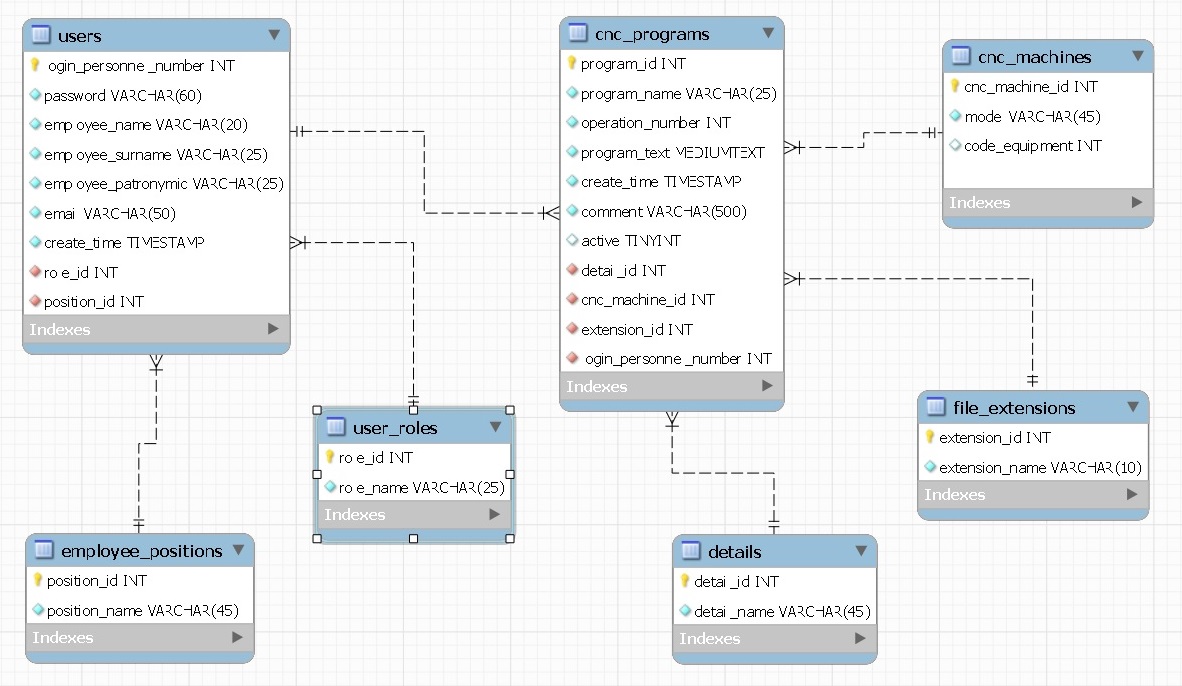 users
ogin_personne _number INT
password VARCHAR(60)
emp oyee_name VARCHAR(20)
emp oyee_surname VARCHAR(25)
emp oyee_patronymic VARCHAR(25)
emai VARCHAR(50)
create_time TIMESTAMP
ro e_id INT
position_id INT
Indexes
cnc_programs
program_id INT
program_name VARCHAR(25)
operation_number INT
program_text MEDIUMTEXT
create_time TIMESTAMP
comment VARCHAR(500)
active TINYINT
detai _id INT
cnc_machine_id INT
extension_id INT
ogin_personne _number INT
Indexes
cnc_machines
cnc_machine_id INT
mode VARCHAR(45)
code_equipment INT
Indexes
user_roles
ro e_id INT
ro e_name VARCHAR(25)
Indexes
file_extensions
extension_id INT
extension_name VARCHAR(10)
Indexes
employee_positions
position_id INT
position_name VARCHAR(45)
Indexes
details
detai _id INT
detai _name VARCHAR(45)
Indexes